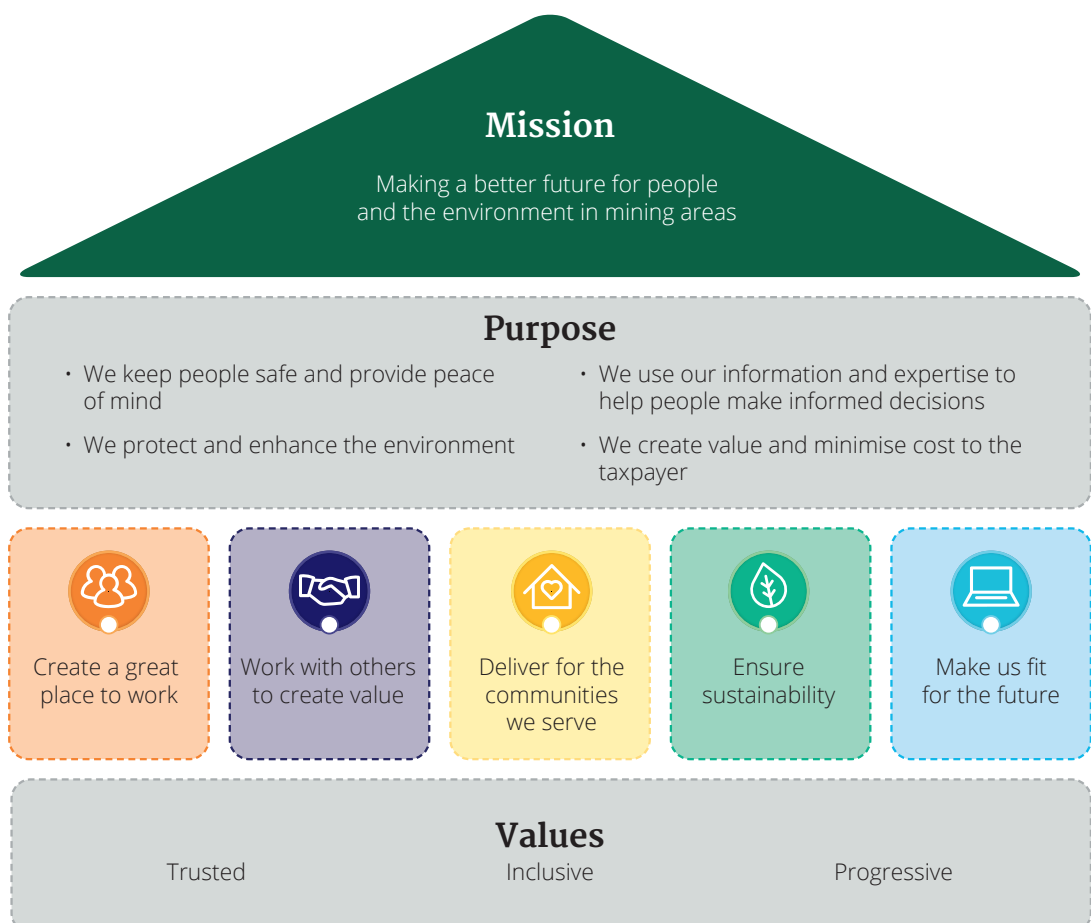 Mission
Making a better future for people
and the environment in mining areas
Purpose
• We keep people safe and provide peace
of mind
• We protect and enhance the environment
• We use our information and expertise to
help people make informed decisions
• We create value and minimise cost to the
taxpayer
Create a great
place to work
Work with others
to create value
Deliver for the
communities
we serve
Ensure
sustainability
Make us fit
for the future
Values
Trusted
Inclusive
Progressive